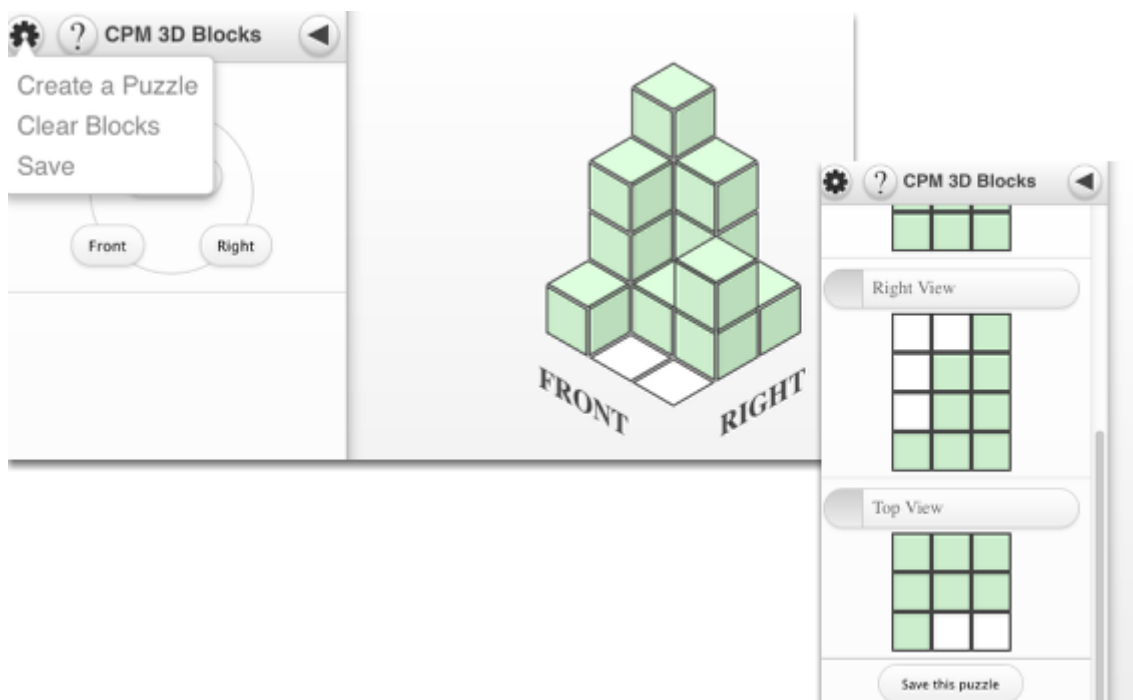 ? CPM 3D Blocks
Create a Puzzle
Clear Blocks
Save
Front
Right
FRONT
RIGHT
? CPM 3D Blocks
Right View
Top View
Save this puzzle